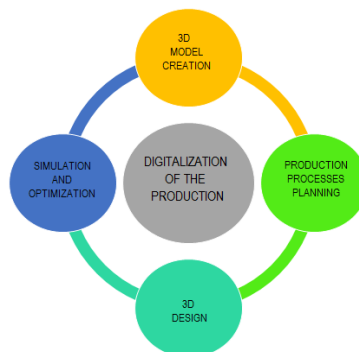 3D
MODEL
CREATION
SIMULATION
AND
OPTIMIZATION
DIGITALIZATION
OF THE
PRODUCTION
PRODUCTION
PROCESSES
PLANNING
3D
DESIGN